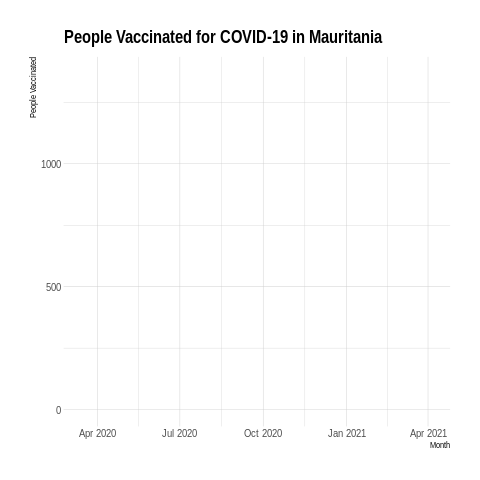 People Vaccinated for COVID-19 in Mauritania
People Vaccinated
1000
500
0
Apr 2020 Jul 2020 Oct 2020 Jan 2021 Apr 2021
Month